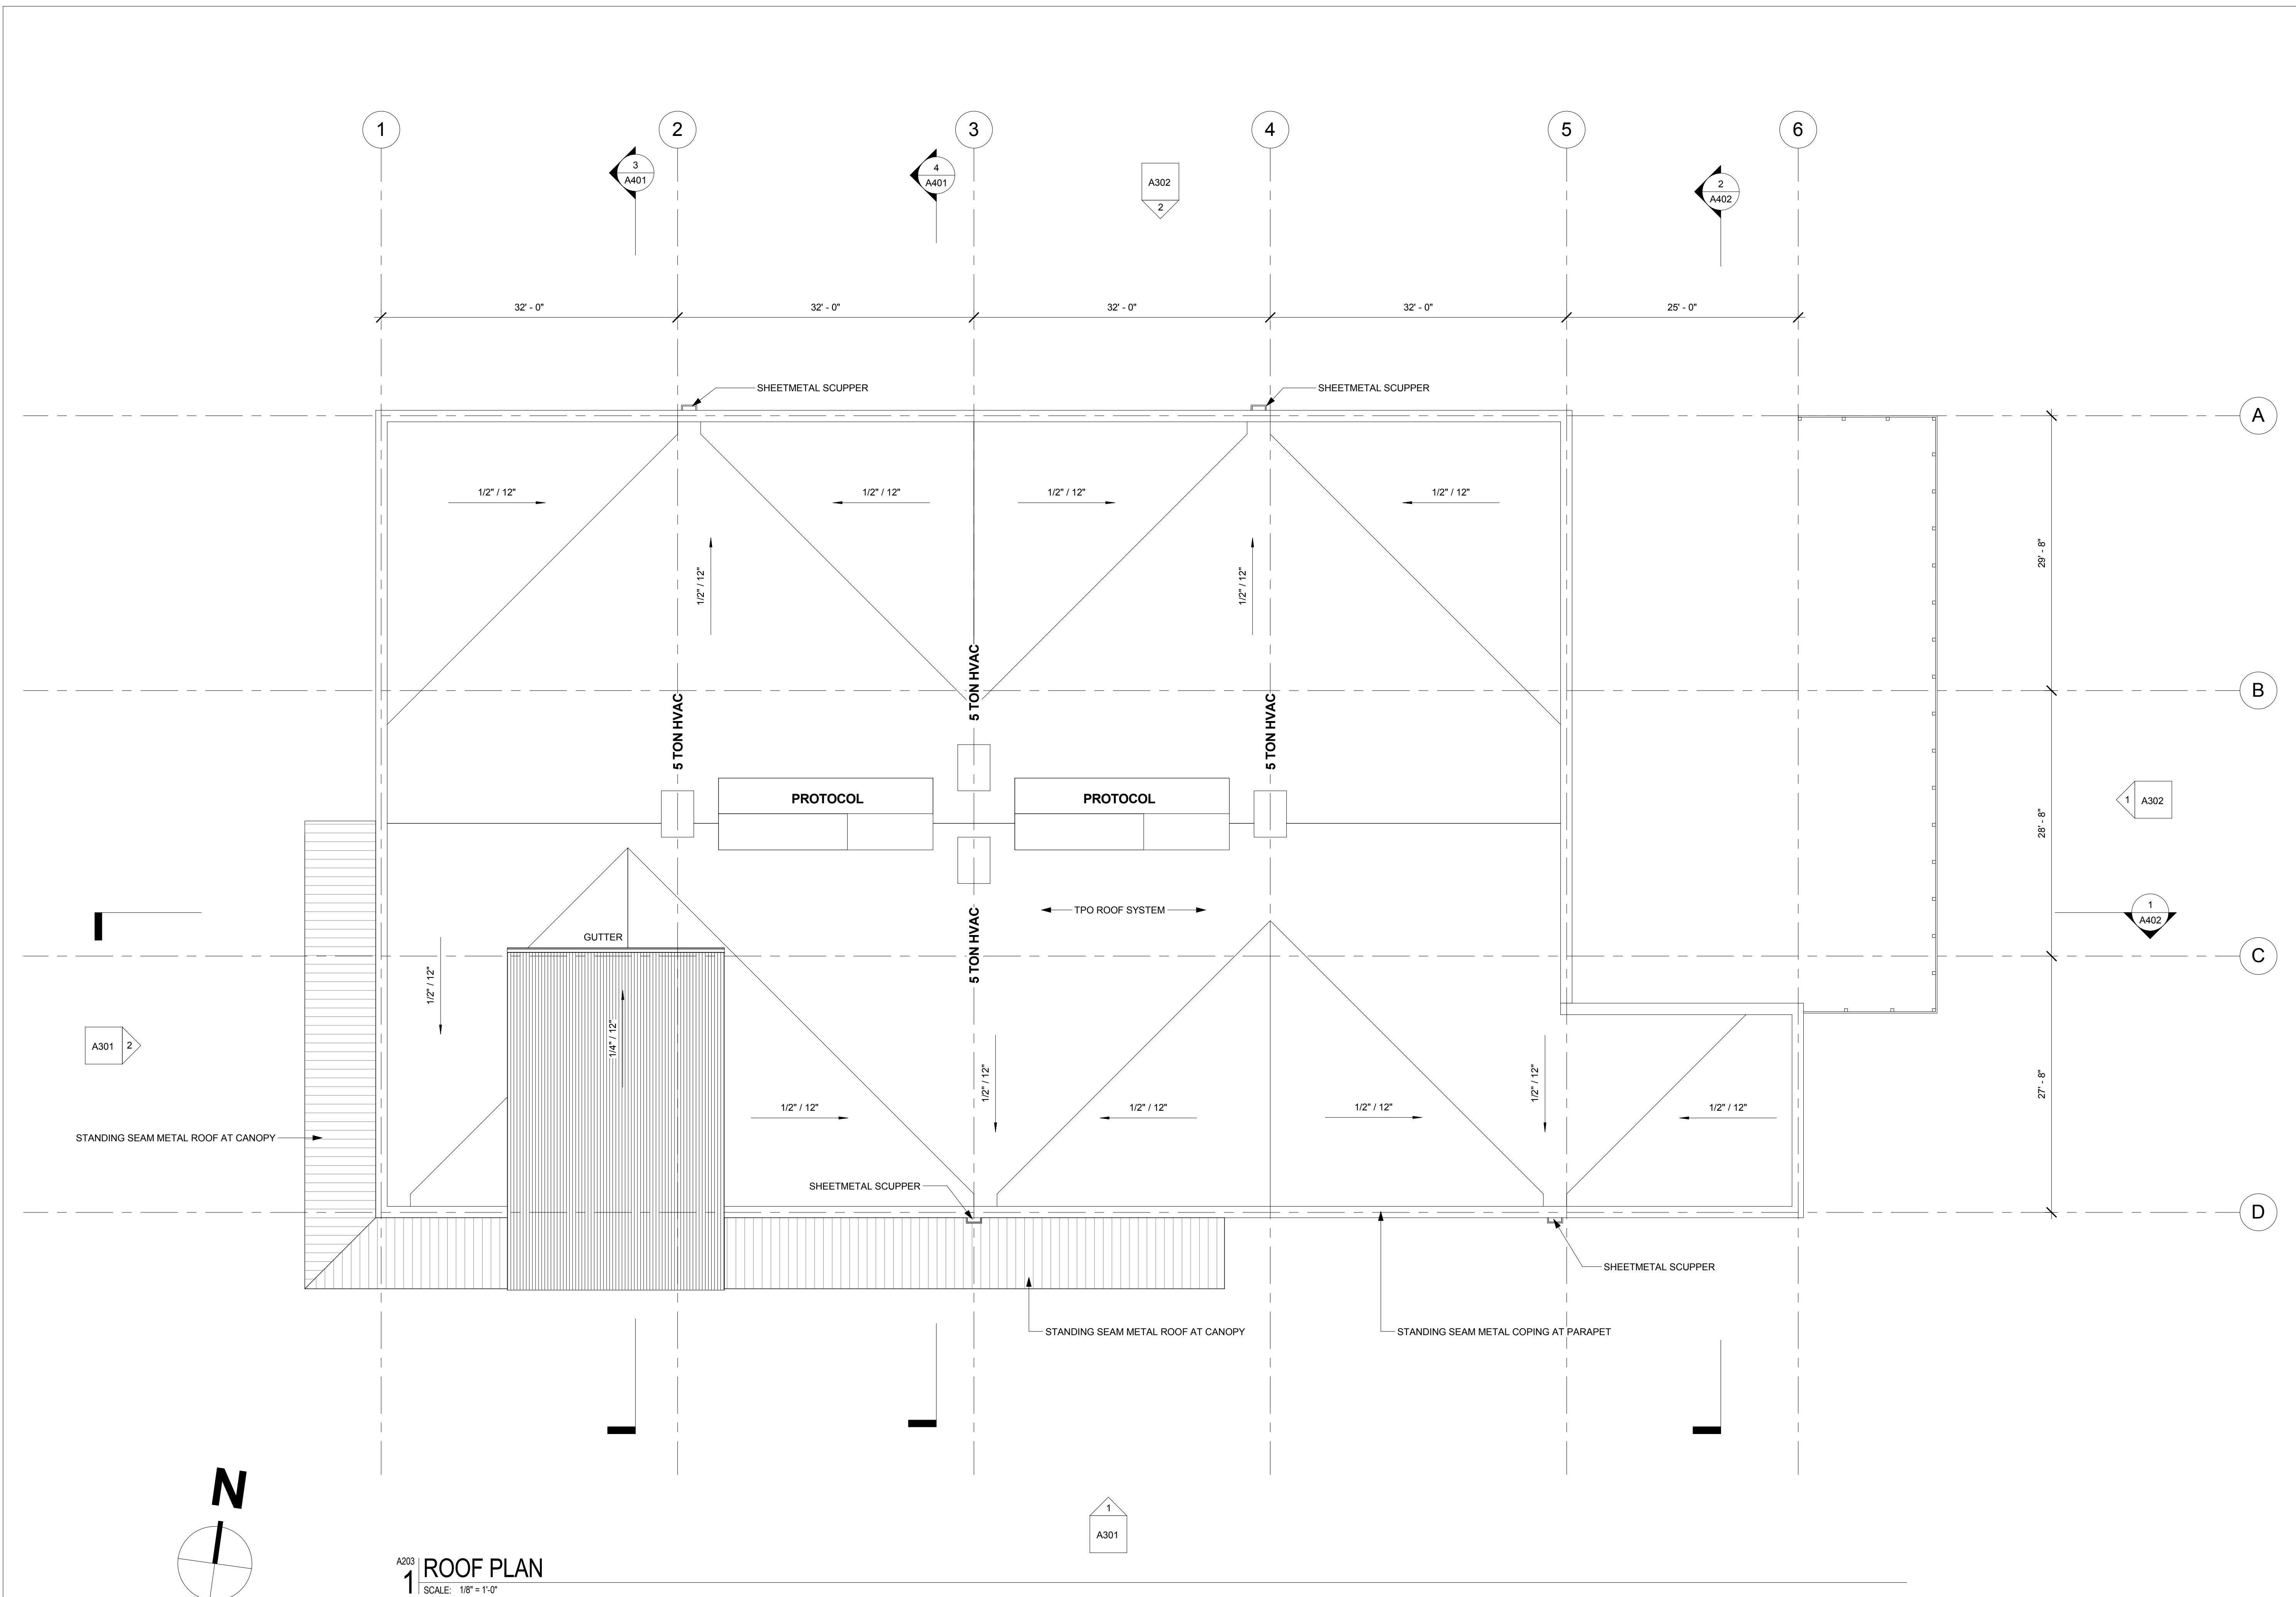 1
2
3
4
5
6
3
A401
4
A401
A302
2
2
A402
32' - 0"
32' - 0"
32' - 0"
32' - 0"
25' - 0"
SHEETMETAL SCUPPER
SHEETMETAL SCUPPER
A
1/2" / 12"
1/2" / 12"
1/2" / 12"
1/2" / 12"
29' - 8"
1/2" / 12"
1/2" / 12"
5 TON HVAC
B
5 TON HVAC
5 TON HVAC
PROTOCOL
PROTOCOL
1
A302
28' - 8"
TPO ROOF SYSTEM
1
A402
GUTTER
5 TON HVAC
C
1/2" / 12"
1/4" / 12"
A301
2
1/2" / 12"
1/2" / 12"
27' - 8"
1/2" / 12"
1/2" / 12"
1/2" / 12"
1/2" / 12"
STANDING SEAM METAL ROOF AT CANOPY
SHEETMETAL SCUPPER
D
SHEETMETAL SCUPPER
STANDING SEAM METAL ROOF AT CANOPY
STANDING SEAM METAL COPING AT PARAPET
N
1
A301
A203
1
ROOF PLAN
SCALE: 1/8" = 1'-0"